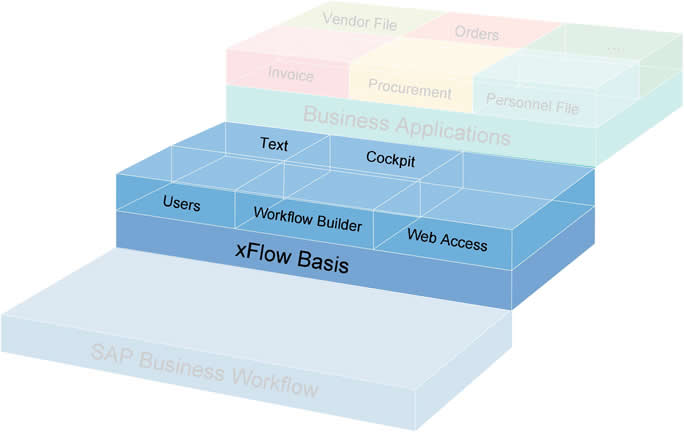 Vendor File
Orders
...
Invoice
Procurement
Personnel File
Business Applications
Text
Cockpit
Users
Workflow Builder
Web Access
xFlow Basis
SAP Business Workflow